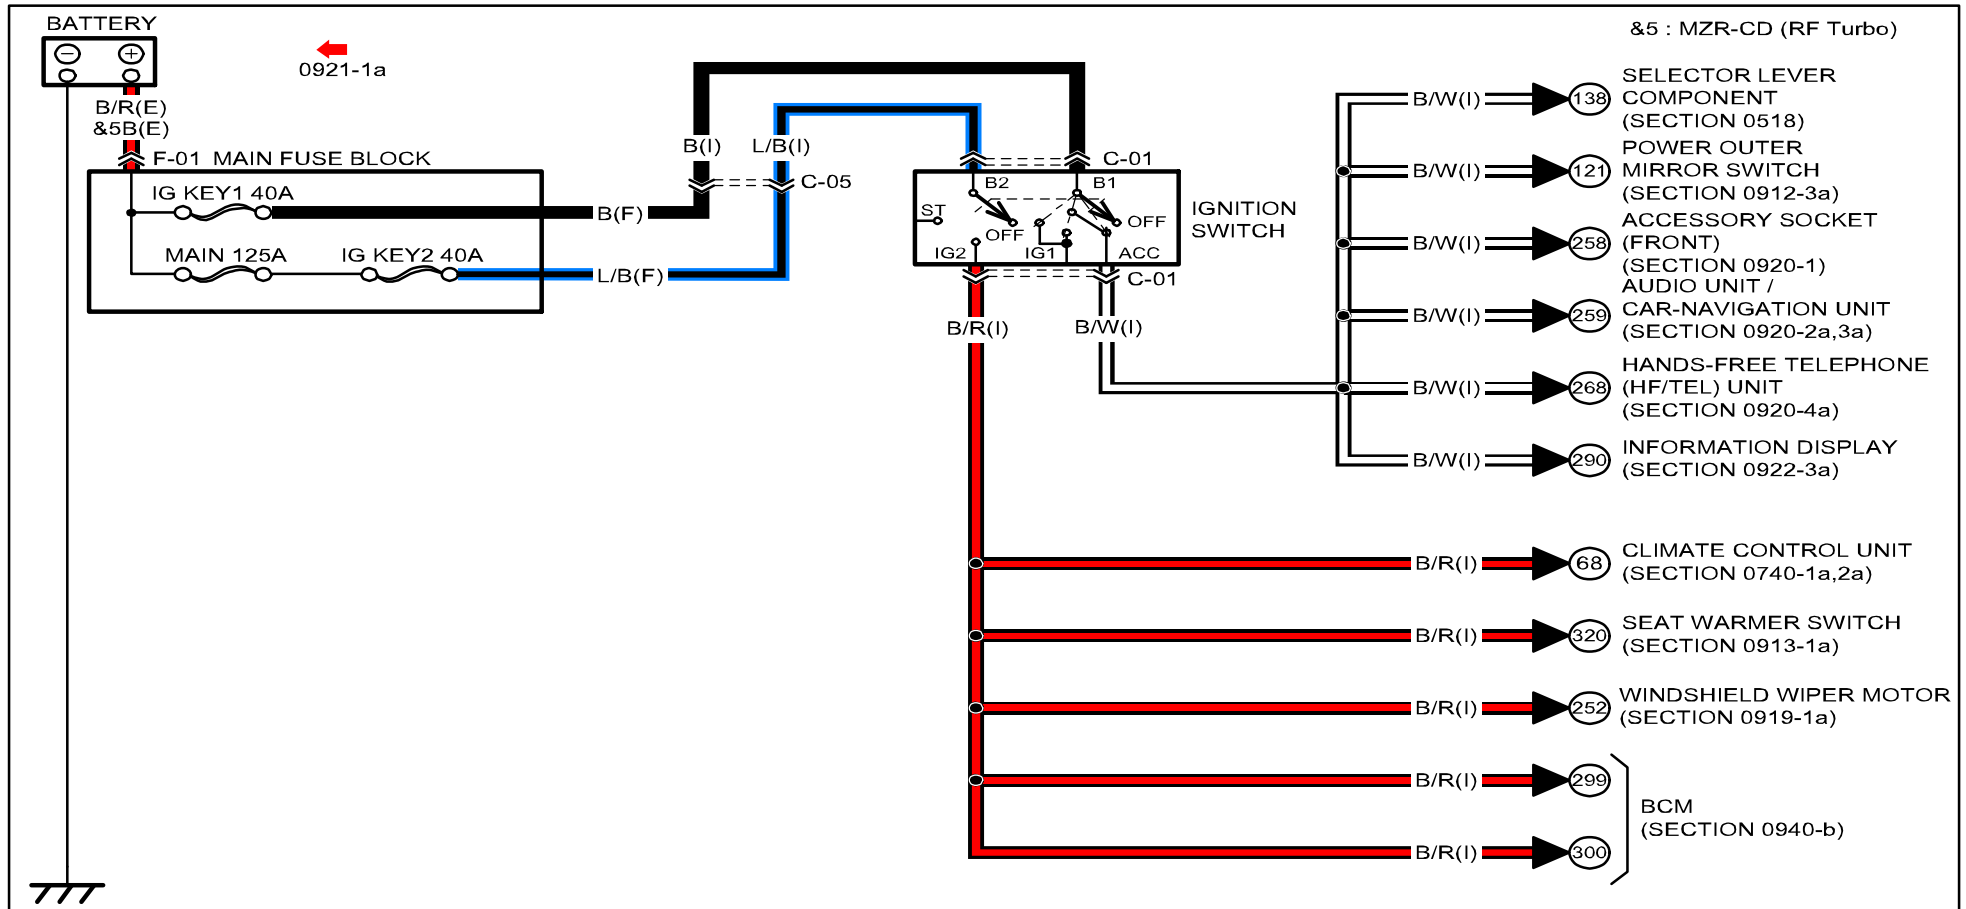 BATTERY
&5 : MZR-CD (RF Turbo)
0921-1a
B/R(E)
&5B(E)
F-01 MAIN FUSE BLOCK
IG KEY1 40A
MAIN 125A
IG KEY2 40A
B(F)
L/B(F)
B(I)
L/B(I)
C-05
C-01
B2
B1
ST
OFF
OFF
IG2
IG1
ACC
IGNITION
SWITCH
C-01
B/R(I)
B/W(I)
B/W(I)
138
SELECTOR LEVER
COMPONENT
(SECTION 0518)
B/W(I)
121
POWER OUTER
MIRROR SWITCH
(SECTION 0912-3a)
B/W(I)
258
ACCESSORY SOCKET
(FRONT)
(SECTION 0920-1)
B/W(I)
259
AUDIO UNIT /
CAR-NAVIGATION UNIT
(SECTION 0920-2a,3a)
B/W(I)
268
HANDS-FREE TELEPHONE
(HF/TEL) UNIT
(SECTION 0920-4a)
B/W(I)
290
INFORMATION DISPLAY
(SECTION 0922-3a)
B/R(I)
68
CLIMATE CONTROL UNIT
(SECTION 0740-1a,2a)
B/R(I)
320
SEAT WARMER SWITCH
(SECTION 0913-1a)
B/R(I)
252
WINDSHIELD WIPER MOTOR
(SECTION 0919-1a)
B/R(I)
299
B/R(I)
300
BCM
(SECTION 0940-b)